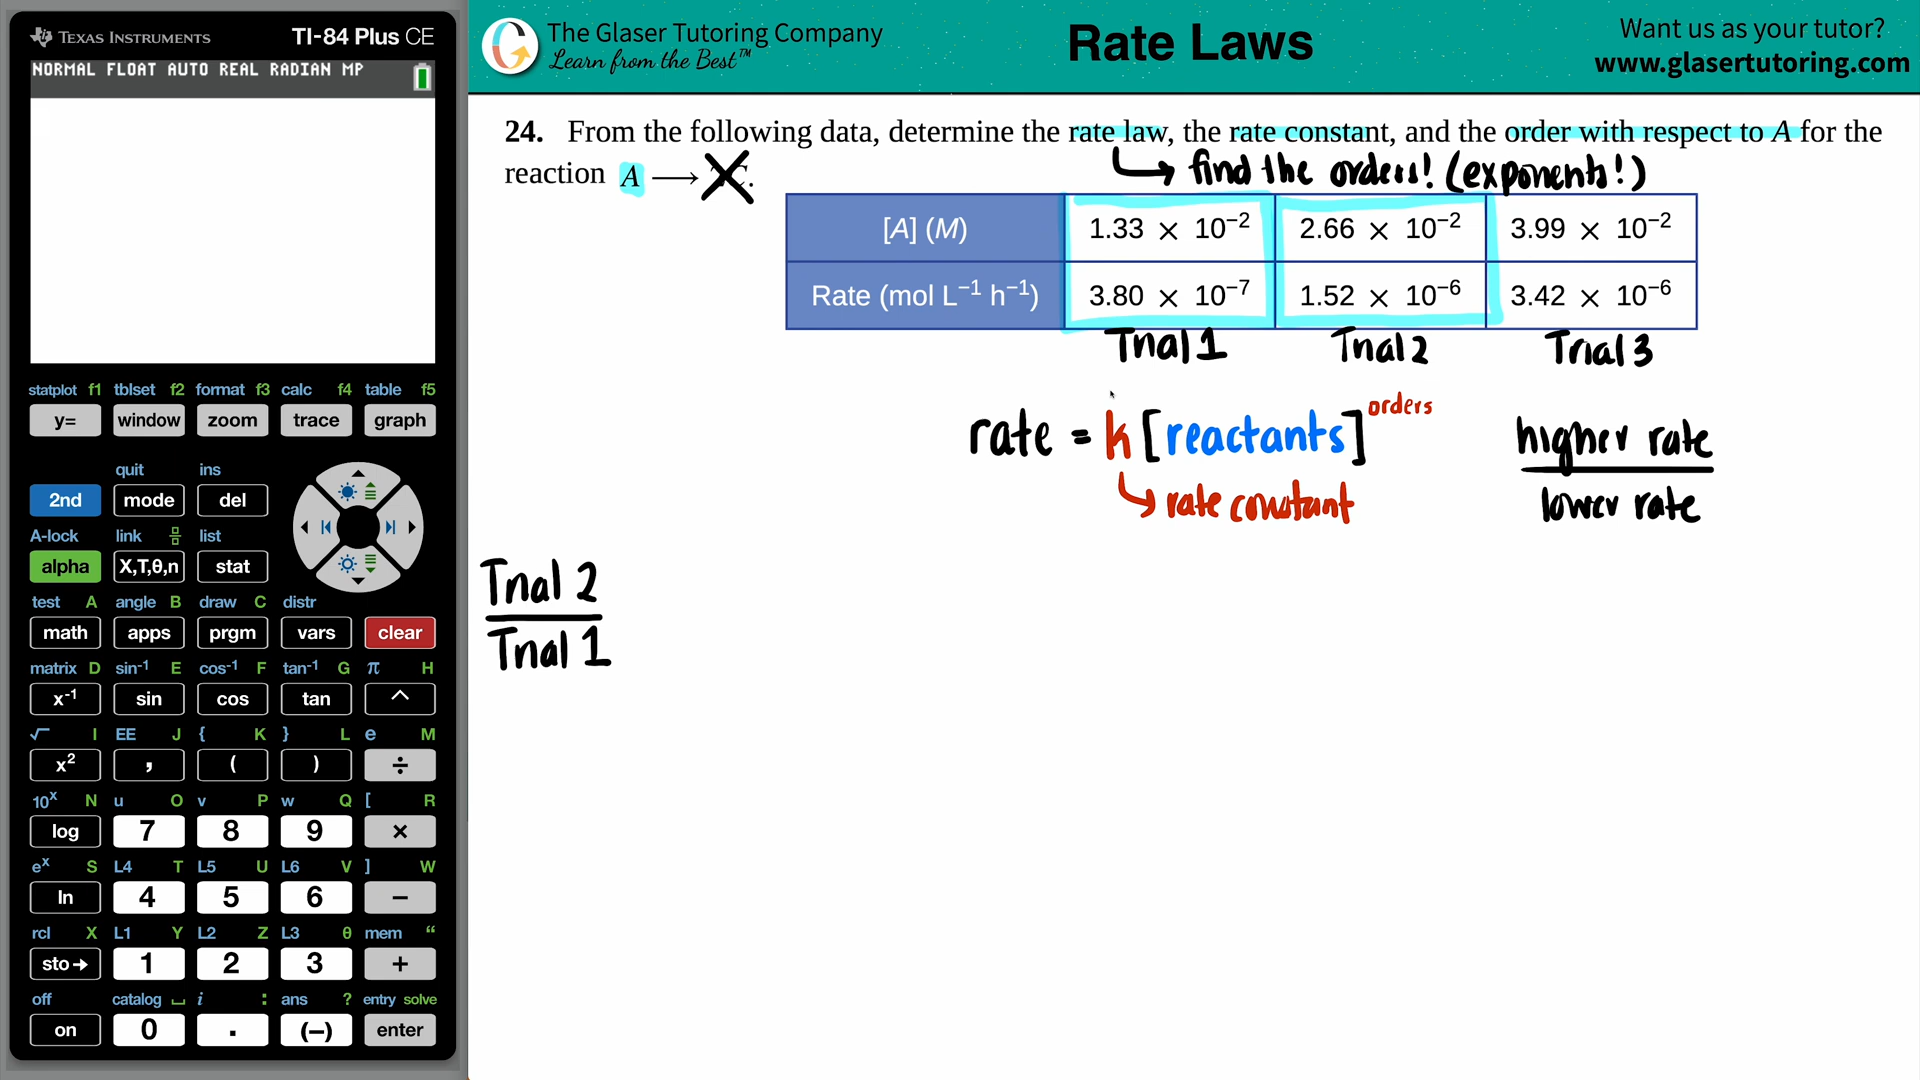 TEXAS INSTRUMENTS TI-84 Plus CE
NORMAL FLOAT AUTO REAL RADIAN MP
statplot f1 tblset f2 format f3 calc f4 table f5
y= window zoom trace graph
quit ins
2nd mode del
A-lock link list
alpha X,T,θ,n stat
test A angle B draw C distr
math apps prgm vars clear
matrix D sin⁻¹ E cos⁻¹ F tan⁻¹ G π H
x⁻¹ sin cos tan ^
√ I EE J { K } L e M
x² , ( ) ÷
10ˣ N u O v P w Q [ R
log 7 8 9 ×
eˣ S L4 T L5 U L6 V ] W
ln 4 5 6 −
rcl X L1 Y L2 Z L3 θ mem “
sto→ 1 2 3 +
off catalog ⎵ i : ans ? entry solve
on 0 . (−) enter
The Glaser Tutoring Company
Learn from the Best™
Rate Laws
Want us as your tutor?
www.glasertutoring.com
24. From the following data, determine the rate law, the rate constant, and the order with respect to A for the
reaction A ⟶
find the orders! (exponents!)
[A] (M) 1.33 × 10⁻² 2.66 × 10⁻² 3.99 × 10⁻²
Rate (mol L⁻¹ h⁻¹) 3.80 × 10⁻⁷ 1.52 × 10⁻⁶ 3.42 × 10⁻⁶
Trial 1 Trial 2 Trial 3
rate = k [reactants] orders
rate constant
higher rate
lower rate
Trial 2
Trial 1